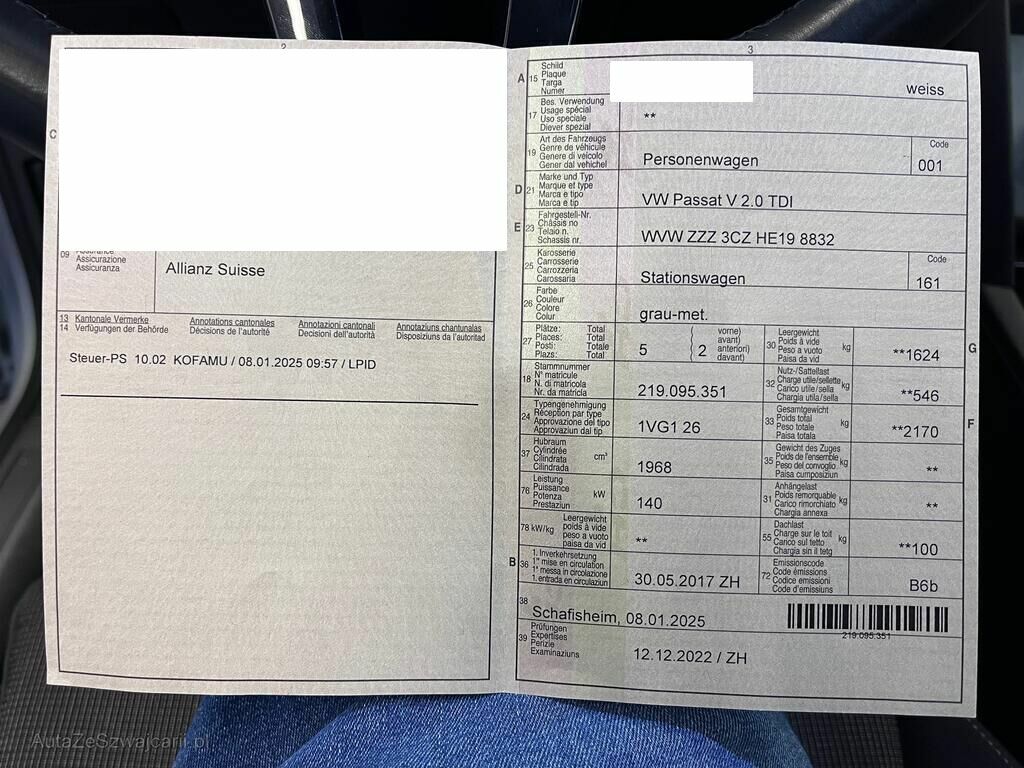 2
C
09
Assicurazione
Assicuranza
Allianz Suisse
13 Kantonale Vermerke
14 Verfügungen der Behörde
Annotations cantonales
Décisions de l'autorité
Annotazioni cantonali
Decisioni dell'autorità
Annotaziuns chantunalas
Disposiziuns da l'autoritad
Steuer-PS 10.02 KOFAMU / 08.01.2025 09:57 / LPID
3
A 15
Schild
Plaque
Targa
Numer
weiss
17
Bes. Verwendung
Usage spécial
Uso speciale
Diever spezial
**
19
Art des Fahrzeugs
Genre de véhicule
Genere di veicolo
Gener dal vehichel
Personenwagen
Code
001
D 21
Marke und Typ
Marque et type
Marca e tipo
Marca e tip
VW Passat V 2.0 TDI
E 23
Fahrgestell-Nr.
Châssis no
Telaio n.
Schassis nr.
WVW ZZZ 3CZ HE19 8832
25
Karosserie
Carrosserie
Carrozzeria
Carossaria
Stationswagen
Code
161
26
Farbe
Couleur
Colore
Colur
grau-met.
27
Plätze: Total
Places: Total
Posti: Totale
Plazs: Total
5
2
vorne)
avant)
anteriori)
davant)
30
Leergewicht
Poids à vide
Peso a vuoto
Paisa da vid
kg
**1624
G
18
Stammnummer
N° matricule
N. di matricola
Nr. da matricla
219.095.351
32
Nutz-/Sattellast
Charge utile/sellette
Carico utile/sella
Chargia utila/sella
kg
**546
24
Typengenehmigung
Réception par type
Approvazione del tipo
Approvaziun dal tip
1VG1 26
33
Gesamtgewicht
Poids total
Peso totale
Paisa totala
kg
**2170
F
37
Hubraum
Cylindrée
Cilindrata
Cilindrada
cm³
1968
35
Gewicht des Zuges
Poids de l'ensemble
Peso del convoglio
Paisa cumposiziun
kg
**
76
Leistung
Puissance
Potenza
Prestaziun
kW
140
31
Anhängelast
Poids remorquable
Carico rimorchiato
Chargia annexa
kg
**
78 kW/kg
Leergewicht
poids à vide
peso a vuoto
paisa da vid
**
55
Dachlast
Charge sur le toit
Carico sul tetto
Chargia sin il tetg
kg
**100
B 36
1. Inverkehrsetzung
1re mise en circulation
1a messa in circolazione
1. entrada en circulaziun
30.05.2017 ZH
72
Emissionscode
Code émissions
Codice emissioni
Code d'emissiuns
B6b
38
Schafisheim, 08.01.2025
219.095.351
39
Prüfungen
Expertises
Perizie
Examinaziuns
12.12.2022 / ZH
AutaZeSzwajcarii.pl